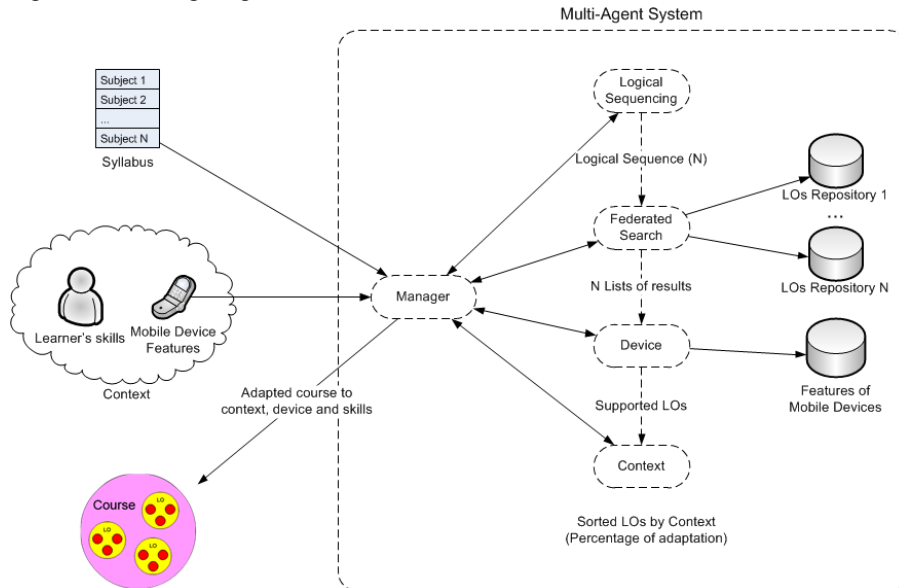 Multi-Agent System
Subject 1
Subject 2
...
Subject N
Syllabus
Logical
Sequencing
Logical Sequence (N)
LOs Repository 1
...
Federated
Search
LOs Repository N
Learner's skills
Mobile Device
Features
Context
Manager
N Lists of results
Device
Features of
Mobile Devices
Adapted course to
context, device and skills
Supported LOs
Context
Course
LO
LO
LO
Sorted LOs by Context
(Percentage of adaptation)